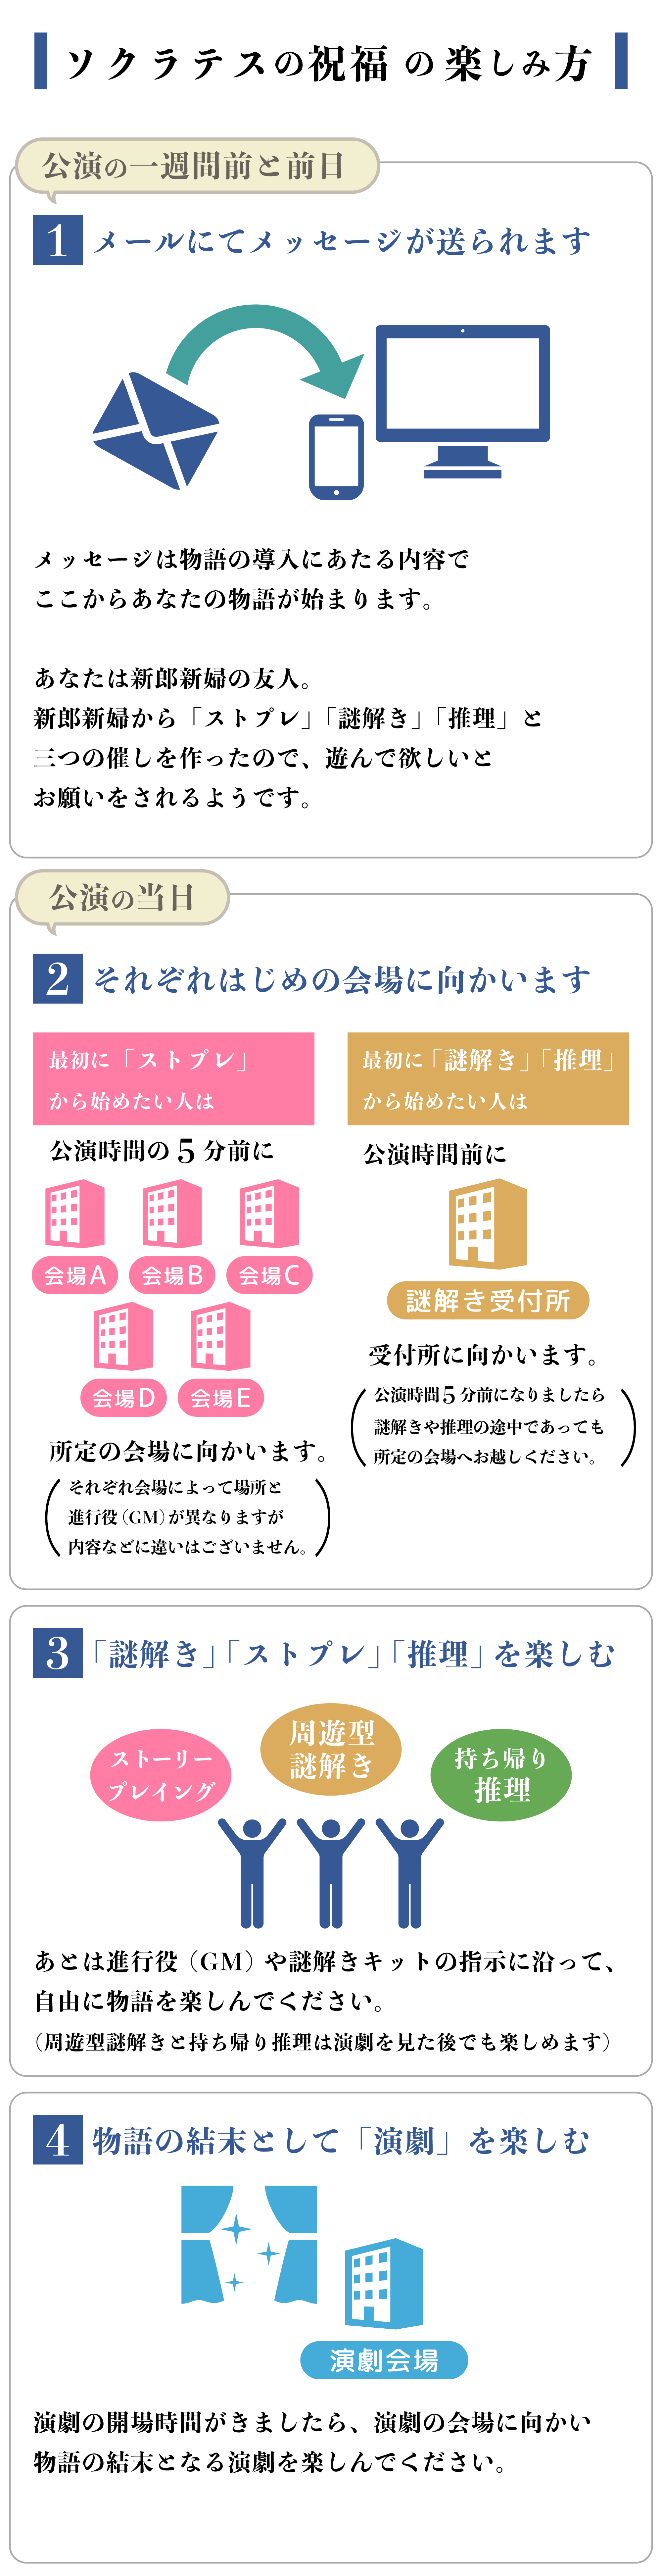 ソクラテスの祝福 の 楽しみ方
公演の一週間前と前日
1 メールにてメッセージが送られます
メッセージは物語の導入にあたる内容で
ここからあなたの物語が始まります。
あなたは新郎新婦の友人。
新郎新婦から「ストプレ」「謎解き」「推理」と
三つの催しを作ったので、遊んで欲しいと
お願いをされるようです。
公演の当日
2 それぞれはじめの会場に向かいます
最初に「ストプレ」
から始めたい人は
公演時間の5分前に
会場A 会場B 会場C
会場D 会場E
所定の会場に向かいます。
(それぞれ会場によって場所と
進行役(GM)が異なりますが
内容などに違いはございません。)
最初に「謎解き」「推理」
から始めたい人は
公演時間前に
謎解き受付所
受付所に向かいます。
(公演時間5分前になりましたら
謎解きや推理の途中であっても
所定の会場へお越しください。)
3 「謎解き」「ストプレ」「推理」を楽しむ
ストーリー
プレイング
周遊型
謎解き
持ち帰り
推理
あとは進行役(GM)や謎解きキットの指示に沿って、
自由に物語を楽しんでください。
(周遊型謎解きと持ち帰り推理は演劇を見た後でも楽しめます)
4 物語の結末として「演劇」を楽しむ
演劇会場
演劇の開場時間がきましたら、演劇の会場に向かい
物語の結末となる演劇を楽しんでください。